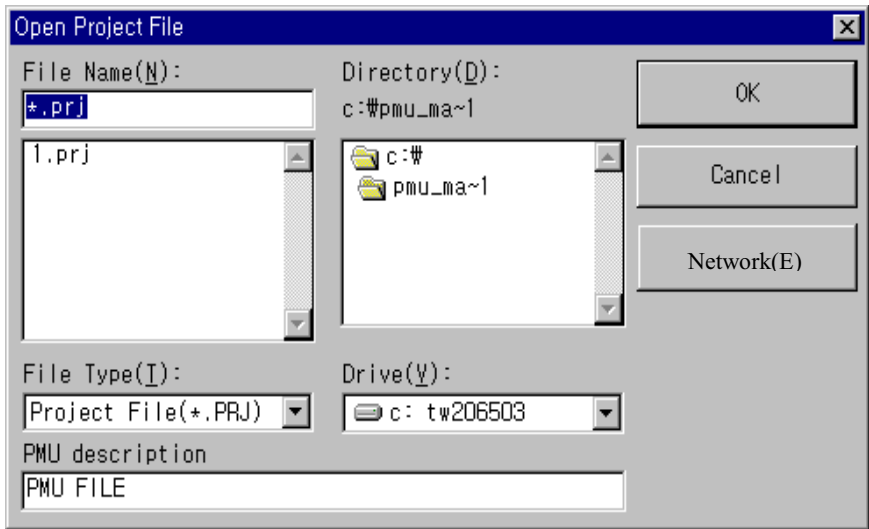 Open Project File
File Name(N):
*.prj
1.prj
Directory(D):
c:₩pmu_ma~1
c:₩
pmu_ma~1
OK
Cancel
Network(E)
File Type(T):
Project File(*.PRJ)
Drive(V):
c: tw206503
PMU description
PMU FILE